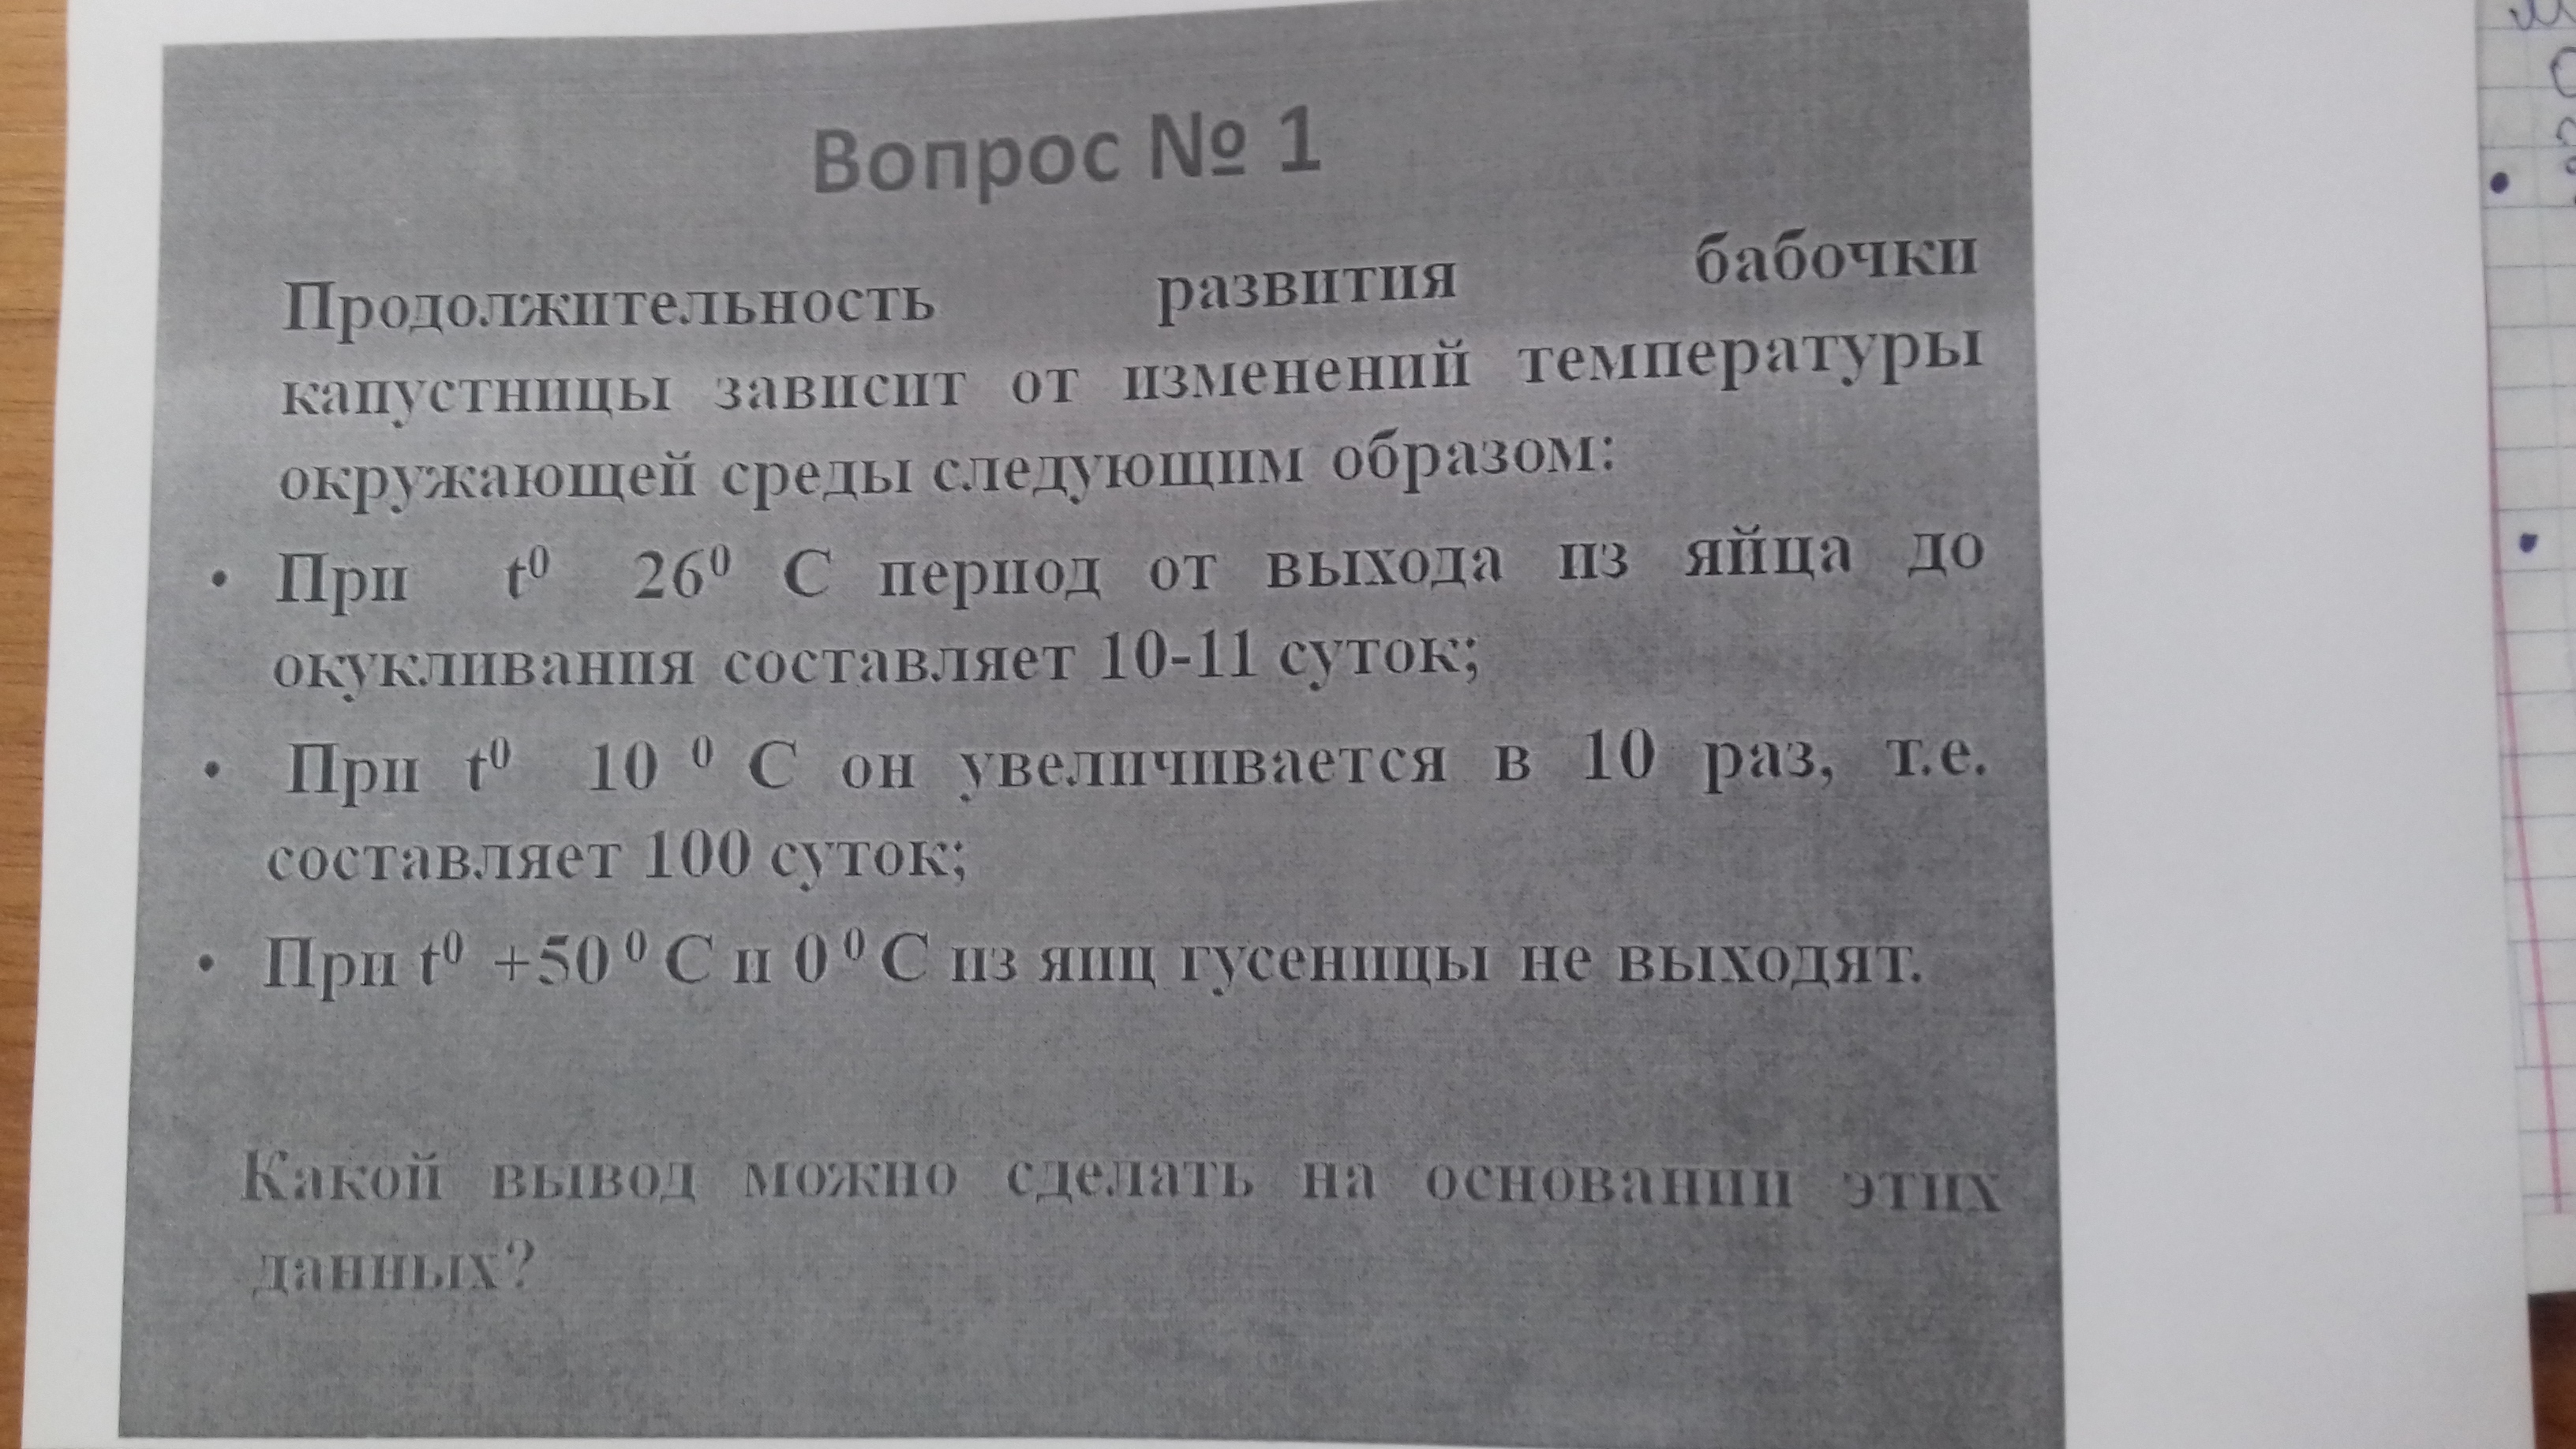 Вопрос № 1
Продолжительность развития бабочки
капустницы зависит от изменений температуры
окружающей среды следующим образом:
• При t⁰ 26⁰ С период от выхода из яйца до
окукливания составляет 10-11 суток;
• При t⁰ 10 ⁰ С он увеличивается в 10 раз, т.е.
составляет 100 суток;
• При t⁰ +50 ⁰ С и 0 ⁰ С из яиц гусеницы не выходят.
Какой вывод можно сделать на основании этих
данных?